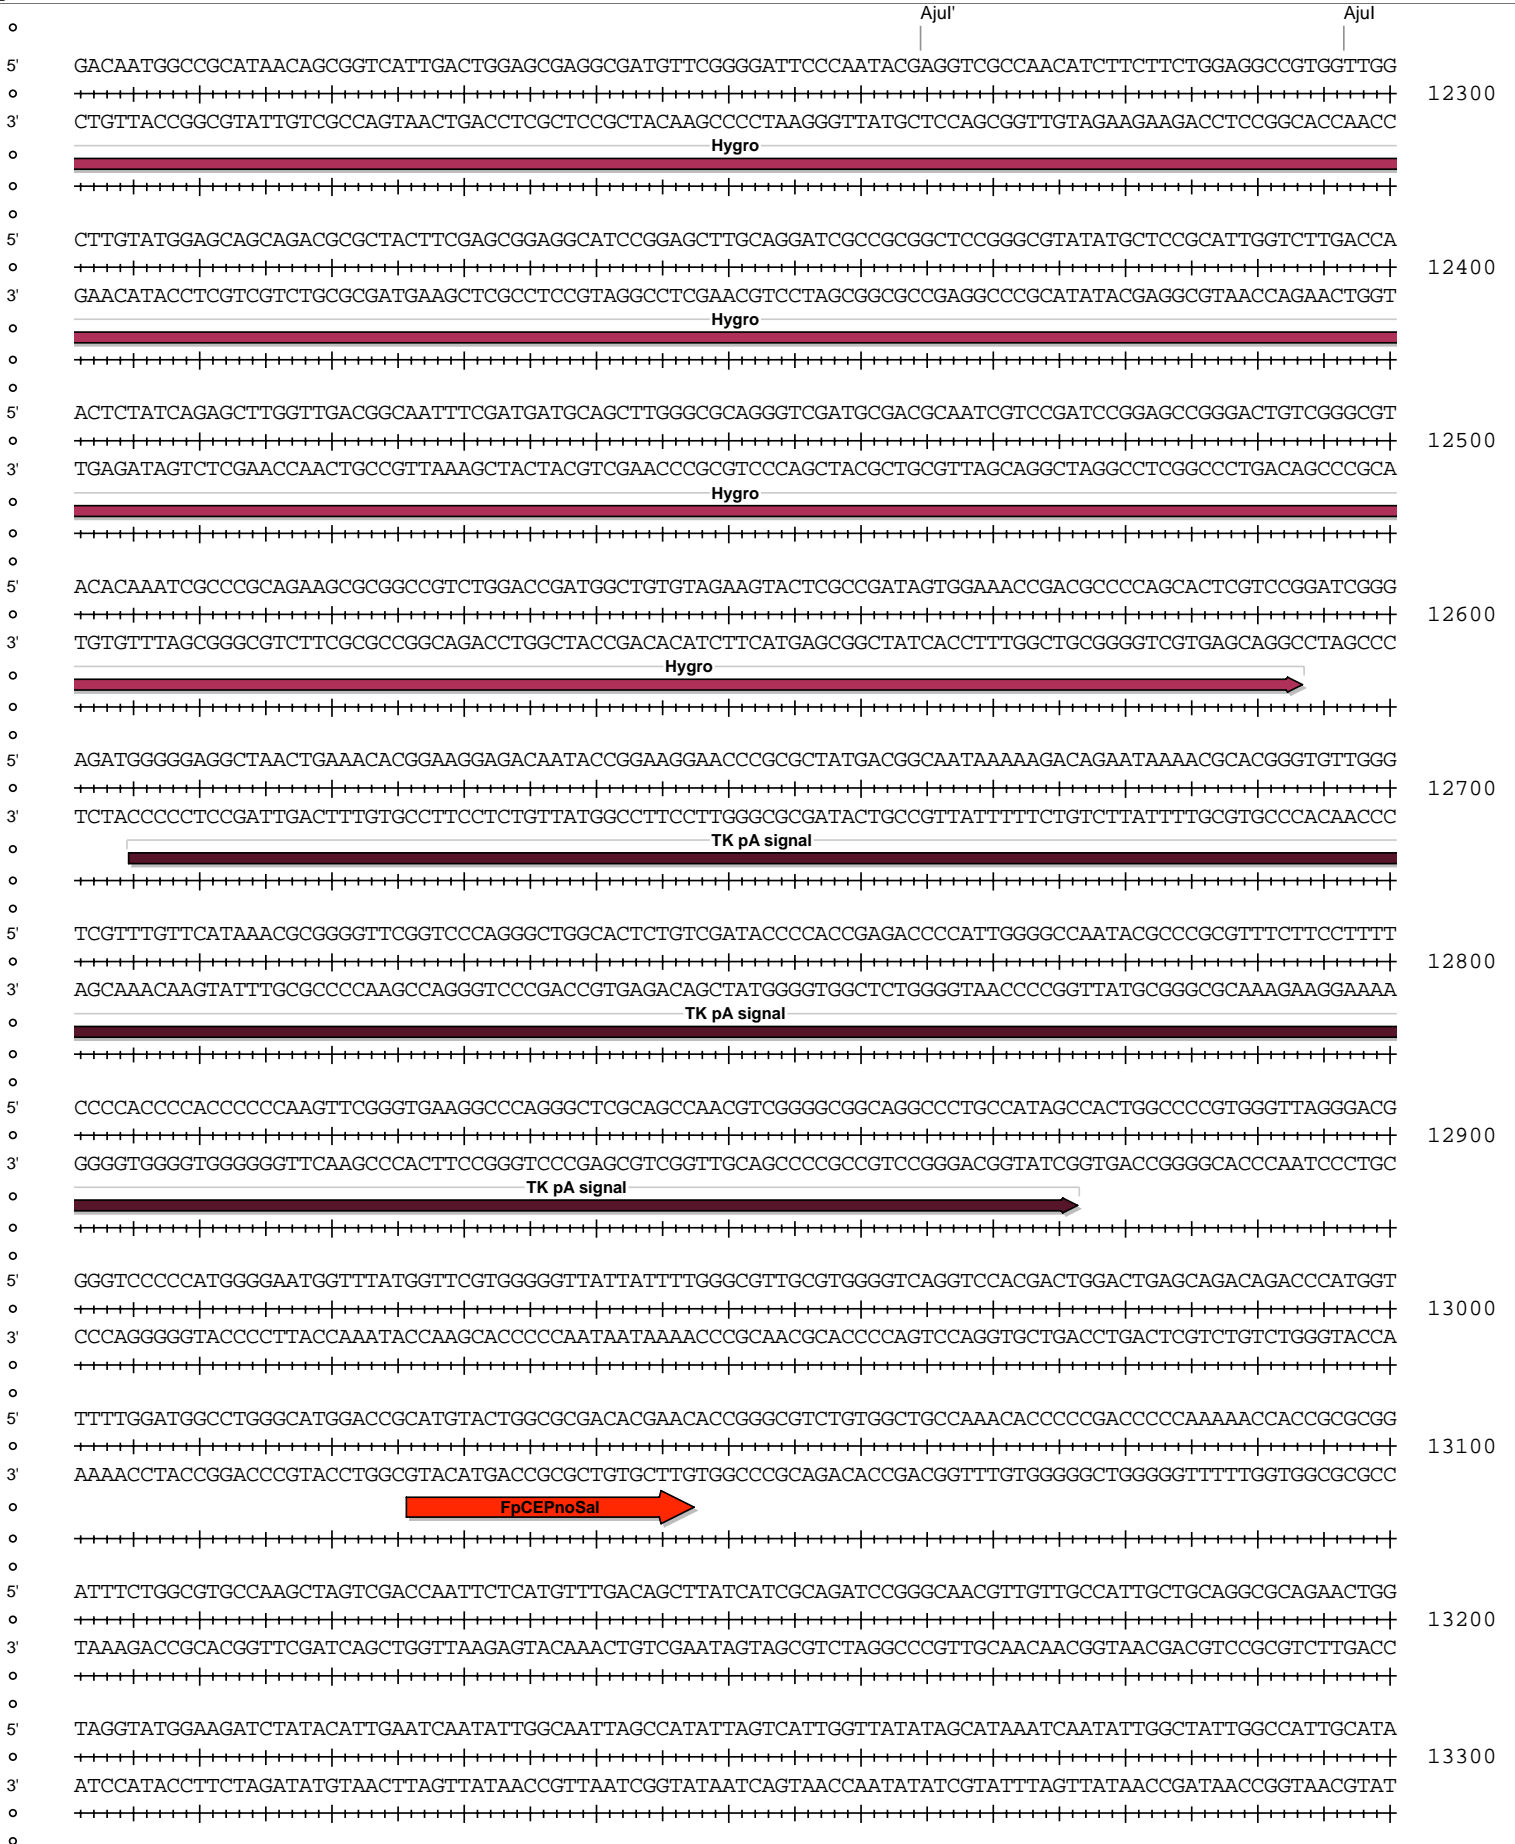 AjuI' AjuI
5' GACAATGGCCGCATAACAGCGGTCATTGACTGGAGCGAGGCGATGTTCGGGGATTCCCAATACGAGGTCGCCAACATCTTCTTCTGGAGGCCGTGGTTGG
12300
3' CTGTTACCGGCGTATTGTCGCCAGTAACTGACCTCGCTCCGCTACAAGCCCCTAAGGGTTATGCTCCAGCGGTTGTAGAAGAAGACCTCCGGCACCAACC
Hygro
5' CTTGTATGGAGCAGCAGACGCGCTACTTCGAGCGGAGGCATCCGGAGCTTGCAGGATCGCCGCGGCTCCGGGCGTATATGCTCCGCATTGGTCTTGACCA
12400
3' GAACATACCTCGTCGTCTGCGCGATGAAGCTCGCCTCCGTAGGCCTCGAACGTCCTAGCGGCGCCGAGGCCCGCATATACGAGGCGTAACCAGAACTGGT
Hygro
5' ACTCTATCAGAGCTTGGTTGACGGCAATTTCGATGATGCAGCTTGGGCGCAGGGTCGATGCGACGCAATCGTCCGATCCGGAGCCGGGACTGTCGGGCGT
12500
3' TGAGATAGTCTCGAACCAACTGCCGTTAAAGCTACTACGTCGAACCCGCGTCCCAGCTACGCTGCGTTAGCAGGCTAGGCCTCGGCCCTGACAGCCCGCA
Hygro
5' ACACAAATCGCCCGCAGAAGCGCGGCCGTCTGGACCGATGGCTGTGTAGAAGTACTCGCCGATAGTGGAAACCGACGCCCCAGCACTCGTCCGGATCGGG
12600
3' TGTGTTTAGCGGGCGTCTTCGCGCCGGCAGACCTGGCTACCGACACATCTTCATGAGCGGCTATCACCTTTGGCTGCGGGGTCGTGAGCAGGCCTAGCCC
Hygro
5' AGATGGGGGAGGCTAACTGAAACACGGAAGGAGACAATACCGGAAGGAACCCGCGCTATGACGGCAATAAAAAGACAGAATAAAACGCACGGGTGTTGGG
12700
3' TCTACCCCCTCCGATTGACTTTGTGCCTTCCTCTGTTATGGCCTTCCTTGGGCGCGATACTGCCGTTATTTTTCTGTCTTATTTTGCGTGCCCACAACCC
TK pA signal
5' TCGTTTGTTCATAAACGCGGGGTTCGGTCCCAGGGCTGGCACTCTGTCGATACCCCACCGAGACCCCATTGGGGCCAATACGCCCGCGTTTCTTCCTTTT
12800
3' AGCAAACAAGTATTTGCGCCCCAAGCCAGGGTCCCGACCGTGAGACAGCTATGGGGTGGCTCTGGGGTAACCCCGGTTATGCGGGCGCAAAGAAGGAAAA
TK pA signal
5' CCCCACCCCACCCCCCAAGTTCGGGTGAAGGCCCAGGGCTCGCAGCCAACGTCGGGGCGGCAGGCCCTGCCATAGCCACTGGCCCCGTGGGTTAGGGACG
12900
3' GGGGTGGGGTGGGGGGTTCAAGCCCACTTCCGGGTCCCGAGCGTCGGTTGCAGCCCCGCCGTCCGGGACGGTATCGGTGACCGGGGCACCCAATCCCTGC
TK pA signal
5' GGGTCCCCCATGGGGAATGGTTTATGGTTCGTGGGGGTTATTATTTTGGGCGTTGCGTGGGGTCAGGTCCACGACTGGACTGAGCAGACAGACCCATGGT
13000
3' CCCAGGGGGTACCCCTTACCAAATACCAAGCACCCCCAATAATAAAACCCGCAACGCACCCCAGTCCAGGTGCTGACCTGACTCGTCTGTCTGGGTACCA
5' TTTTGGATGGCCTGGGCATGGACCGCATGTACTGGCGCGACACGAACACCGGGCGTCTGTGGCTGCCAAACACCCCCGACCCCCAAAAACCACCGCGCGG
13100
3' AAAACCTACCGGACCCGTACCTGGCGTACATGACCGCGCTGTGCTTGTGGCCCGCAGACACCGACGGTTTGTGGGGGCTGGGGGTTTTTGGTGGCGCGCC
FpCEPnoSal
5' ATTTCTGGCGTGCCAAGCTAGTCGACCAATTCTCATGTTTGACAGCTTATCATCGCAGATCCGGGCAACGTTGTTGCCATTGCTGCAGGCGCAGAACTGG
13200
3' TAAAGACCGCACGGTTCGATCAGCTGGTTAAGAGTACAAACTGTCGAATAGTAGCGTCTAGGCCCGTTGCAACAACGGTAACGACGTCCGCGTCTTGACC
5' TAGGTATGGAAGATCTATACATTGAATCAATATTGGCAATTAGCCATATTAGTCATTGGTTATATAGCATAAATCAATATTGGCTATTGGCCATTGCATA
13300
3' ATCCATACCTTCTAGATATGTAACTTAGTTATAACCGTTAATCGGTATAATCAGTAACCAATATATCGTATTTAGTTATAACCGATAACCGGTAACGTAT